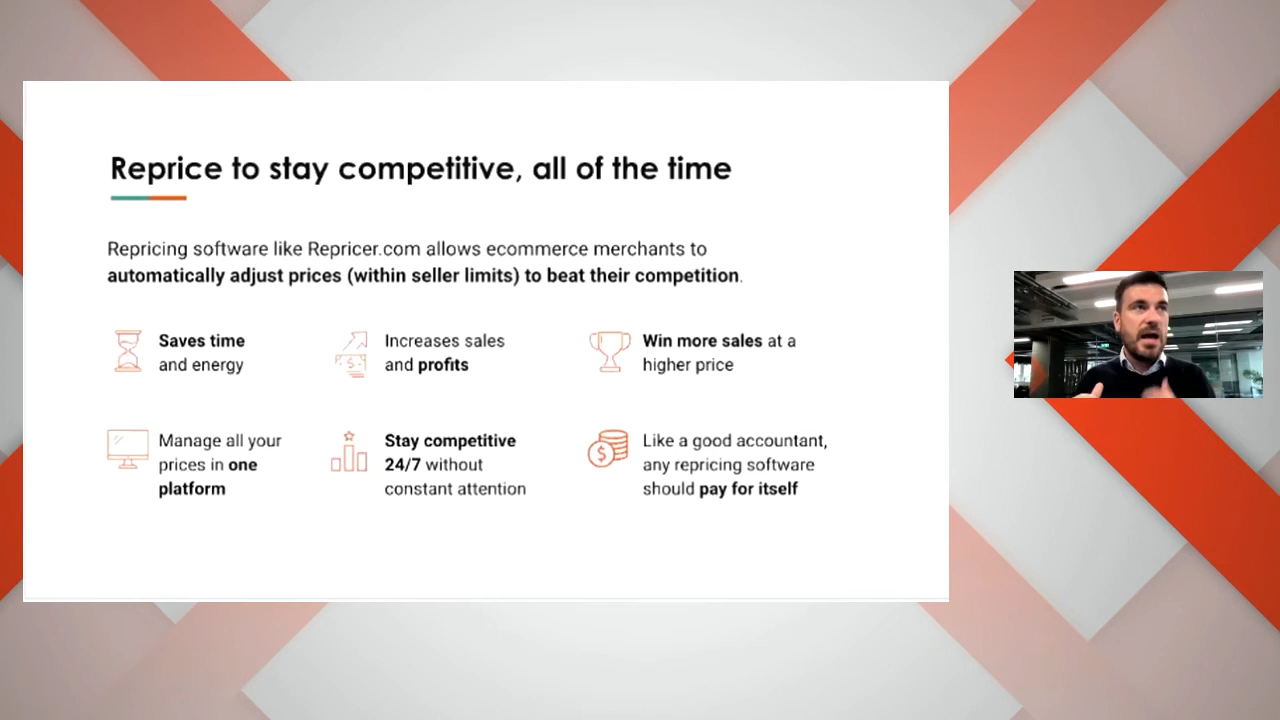 Reprice to stay competitive, all of the time
Repricing software like Repricer.com allows ecommerce merchants to
automatically adjust prices (within seller limits) to beat their competition.
Saves time
and energy
Increases sales
and profits
Win more sales at a
higher price
Manage all your
prices in one
platform
Stay competitive
24/7 without
constant attention
Like a good accountant,
any repricing software
should pay for itself